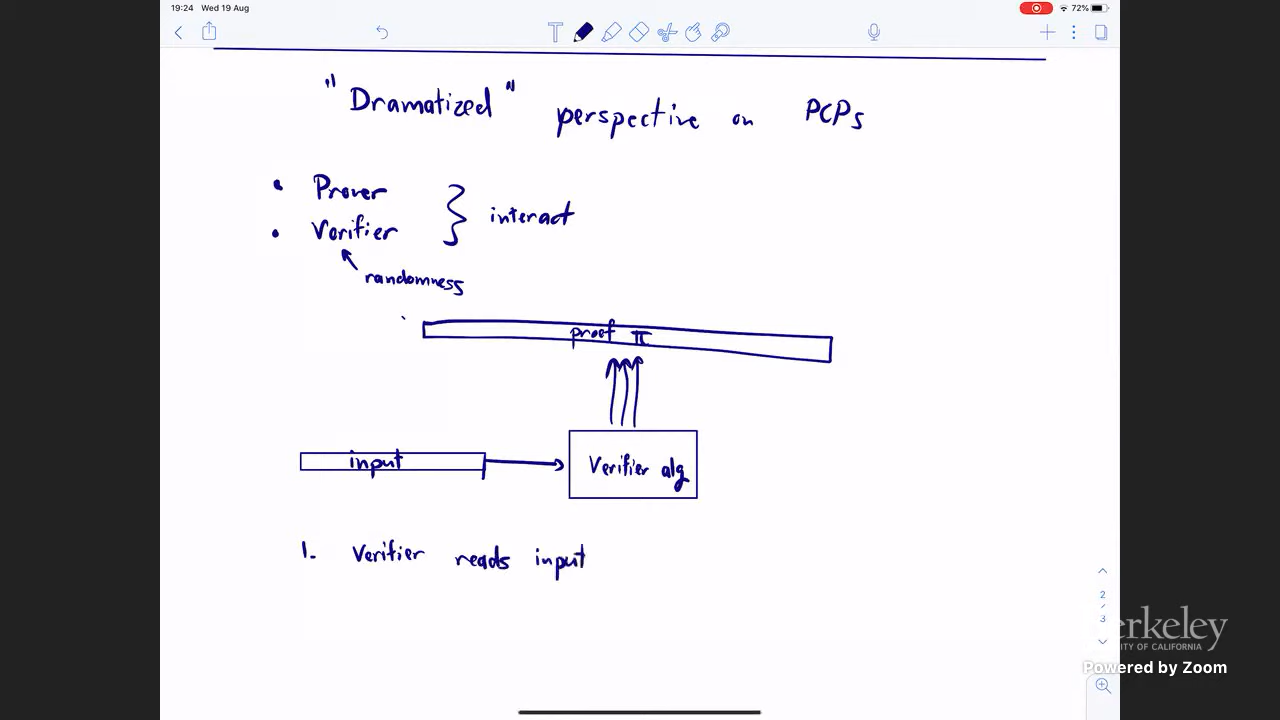 19:24 Wed 19 Aug
72%
"Dramatized" perspective on PCPs
• Prover
• Verifier
interact
randomness
proof π
input
Verifier alg
1. Verifier reads input
2
3
erkeley
TY OF CALIFORNIA
Powered by Zoom